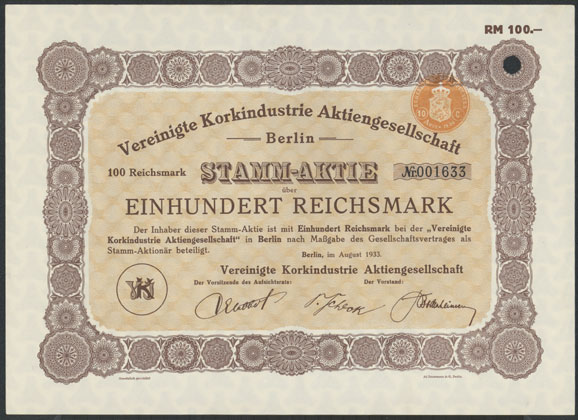 RM 100.—
Vereinigte Korkindustrie Aktiengesellschaft
— Berlin —
100 Reichsmark STAMM-AKTIE № 001633
über
EINHUNDERT REICHSMARK
Der Inhaber dieser Stamm-Aktie ist mit Einhundert Reichsmark bei der „Vereinigte
Korkindustrie Aktiengesellschaft" in Berlin nach Maßgabe des Gesellschaftsvertrages als
Stamm-Aktionär beteiligt.
Berlin, im August 1933.
Vereinigte Korkindustrie Aktiengesellschaft
Der Vorsitzende des Aufsichtsrats: Der Vorstand:
10 C